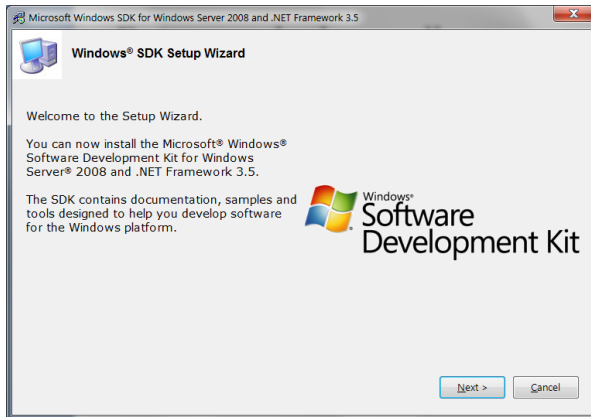 Microsoft Windows SDK for Windows Server 2008 and .NET Framework 3.5
Windows® SDK Setup Wizard
Welcome to the Setup Wizard.
You can now install the Microsoft® Windows®
Software Development Kit for Windows
Server® 2008 and .NET Framework 3.5.
The SDK contains documentation, samples and
tools designed to help you develop software
for the Windows platform.
Windows®
Software
Development Kit
Next >
Cancel